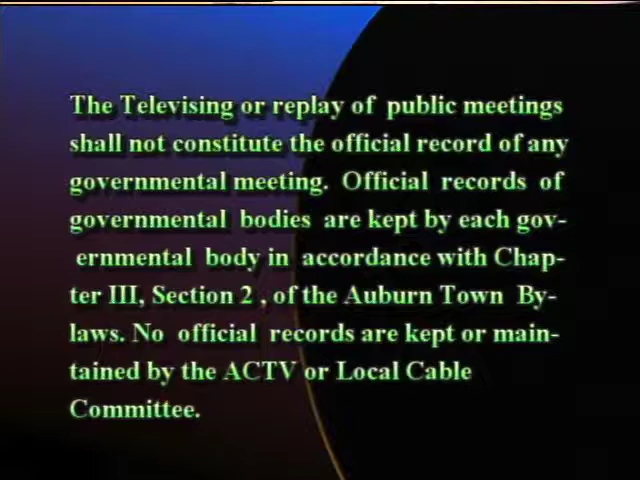 The Televising or replay of public meetings
shall not constitute the official record of any
governmental meeting. Official records of
governmental bodies are kept by each gov-
ernmental body in accordance with Chap-
ter III, Section 2 , of the Auburn Town By-
laws. No official records are kept or main-
tained by the ACTV or Local Cable
Committee.